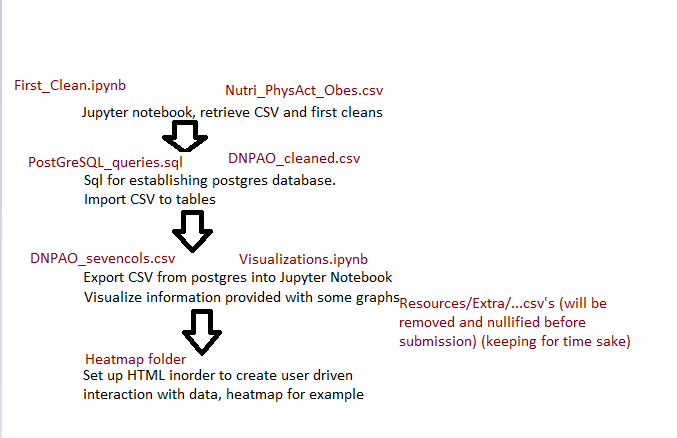 First_Clean.ipynb
Nutri_PhysAct_Obes.csv
Jupyter notebook, retrieve CSV and first cleans
PostGreSQL_queries.sql
DNPAO_cleaned.csv
Sql for establishing postgres database.
Import CSV to tables
DNPAO_sevencols.csv
Visualizations.ipynb
Export CSV from postgres into Jupyter Notebook
Visualize information provided with some graphs
Resources/Extra/...csv's (will be
removed and nullified before
submission) (keeping for time sake)
Heatmap folder
Set up HTML inorder to create user driven
interaction with data, heatmap for example